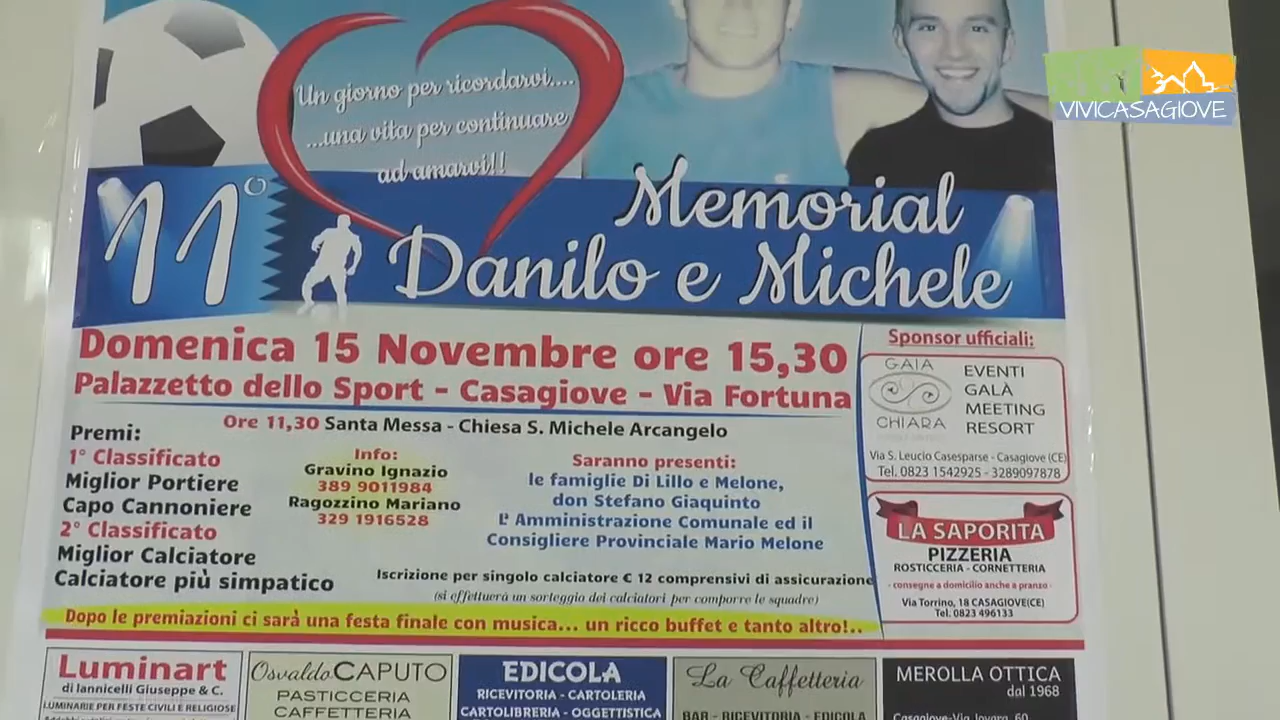 Un giorno per ricordarvi....
...una vita per continuare
ad amarvi!!
VIVICASAGIOVE
11° Memorial
Danilo e Michele
Domenica 15 Novembre ore 15,30
Palazzetto dello Sport - Casagiove - Via Fortuna
Ore 11,30 Santa Messa - Chiesa S. Michele Arcangelo
Premi:
1° Classificato
Miglior Portiere
Capo Cannoniere
2° Classificato
Miglior Calciatore
Calciatore più simpatico
Info:
Gravino Ignazio
389 9011984
Ragozzino Mariano
329 1916528
Saranno presenti:
le famiglie Di Lillo e Melone,
don Stefano Giaquinto
L' Amministrazione Comunale ed il
Consigliere Provinciale Mario Melone
Iscrizione per singolo calciatore € 12 comprensivi di assicurazione
(si effettuerà un sorteggio dei calciatori per comporre le squadre)
Dopo le premiazioni ci sarà una festa finale con musica... un ricco buffet e tanto altro!..
Sponsor ufficiali:
GAIA
CHIARA
EVENTI
GALÀ
MEETING
RESORT
Via S. Leucio Casesparse - Casagiove (CE)
Tel. 0823 1542925 - 3289097878
LA SAPORITA
PIZZERIA
ROSTICCERIA - CORNETTERIA
- consegne a domicilio anche a pranzo -
Via Torrino, 18 CASAGIOVE(CE)
Tel. 0823 496133
Luminart
di Iannicelli Giuseppe & C.
LUMINARIE PER FESTE CIVILI E RELIGIOSE
Osvaldo CAPUTO
PASTICCERIA
CAFFETTERIA
EDICOLA
RICEVITORIA - CARTOLERIA
CARTOLIBRERIA - OGGETTISTICA
La Caffetteria
BAR - RICEVITORIA - EDICOLA
MEROLLA OTTICA
dal 1968
Casagiove-Via Jovara, 60